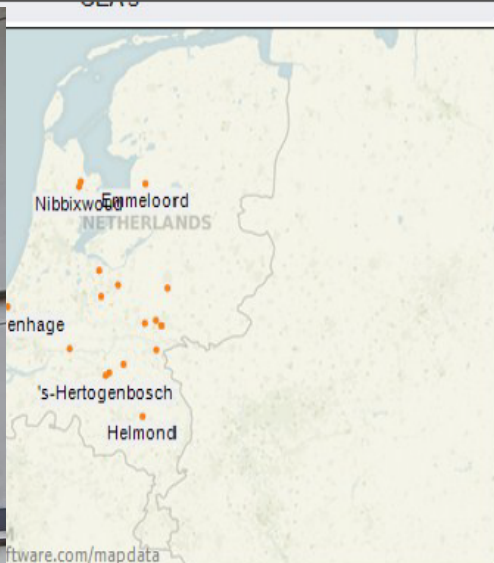 Nibbixwoud
Emmeloord
NETHERLANDS
enhage
's-Hertogenbosch
Helmond
ftware.com/mapdata